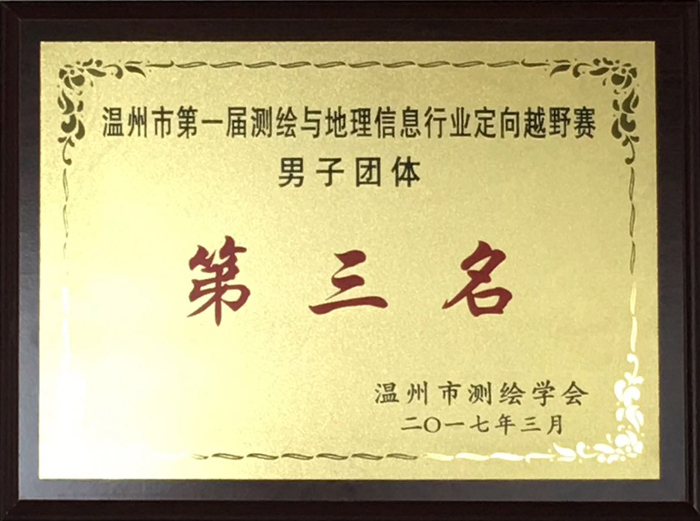 温州市第一届测绘与地理信息行业定向越野赛
男子团体
第三名
温州市测绘学会
二〇一七年三月